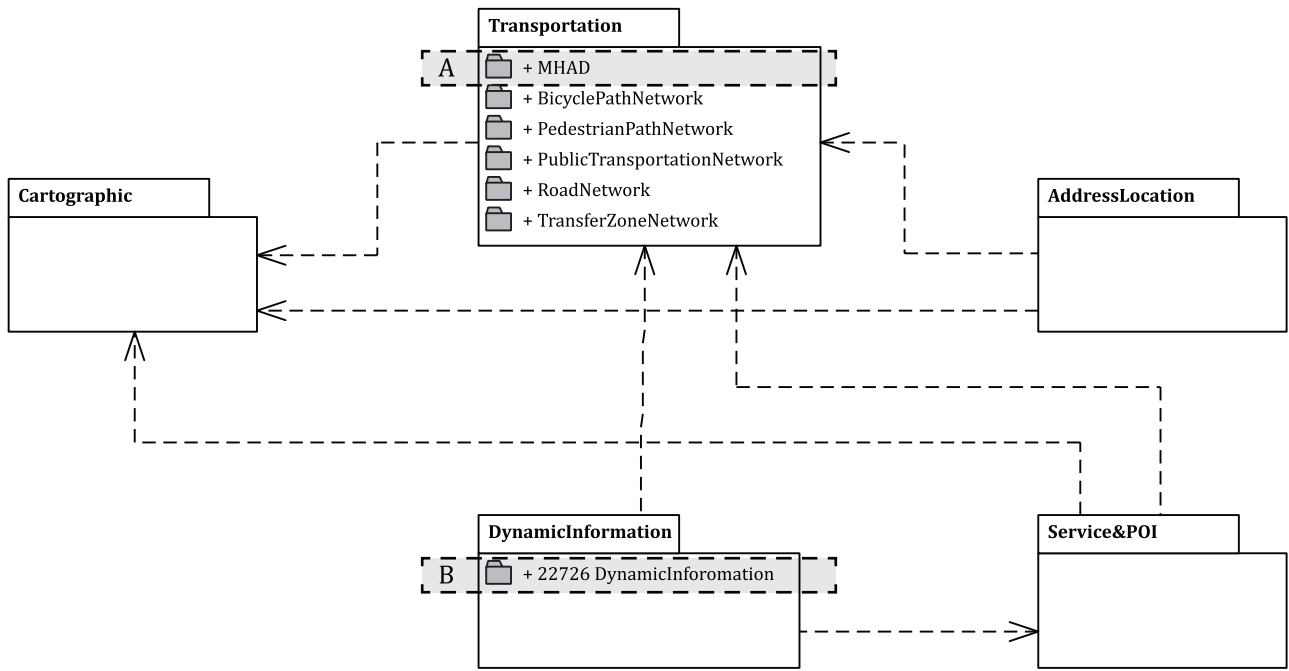 Transportation
A
+ MHAD
+ BicyclePathNetwork
+ PedestrianPathNetwork
+ PublicTransportationNetwork
+ RoadNetwork
+ TransferZoneNetwork
Cartographic
AddressLocation
DynamicInformation
B
+ 22726 DynamicInforomation
Service&POI